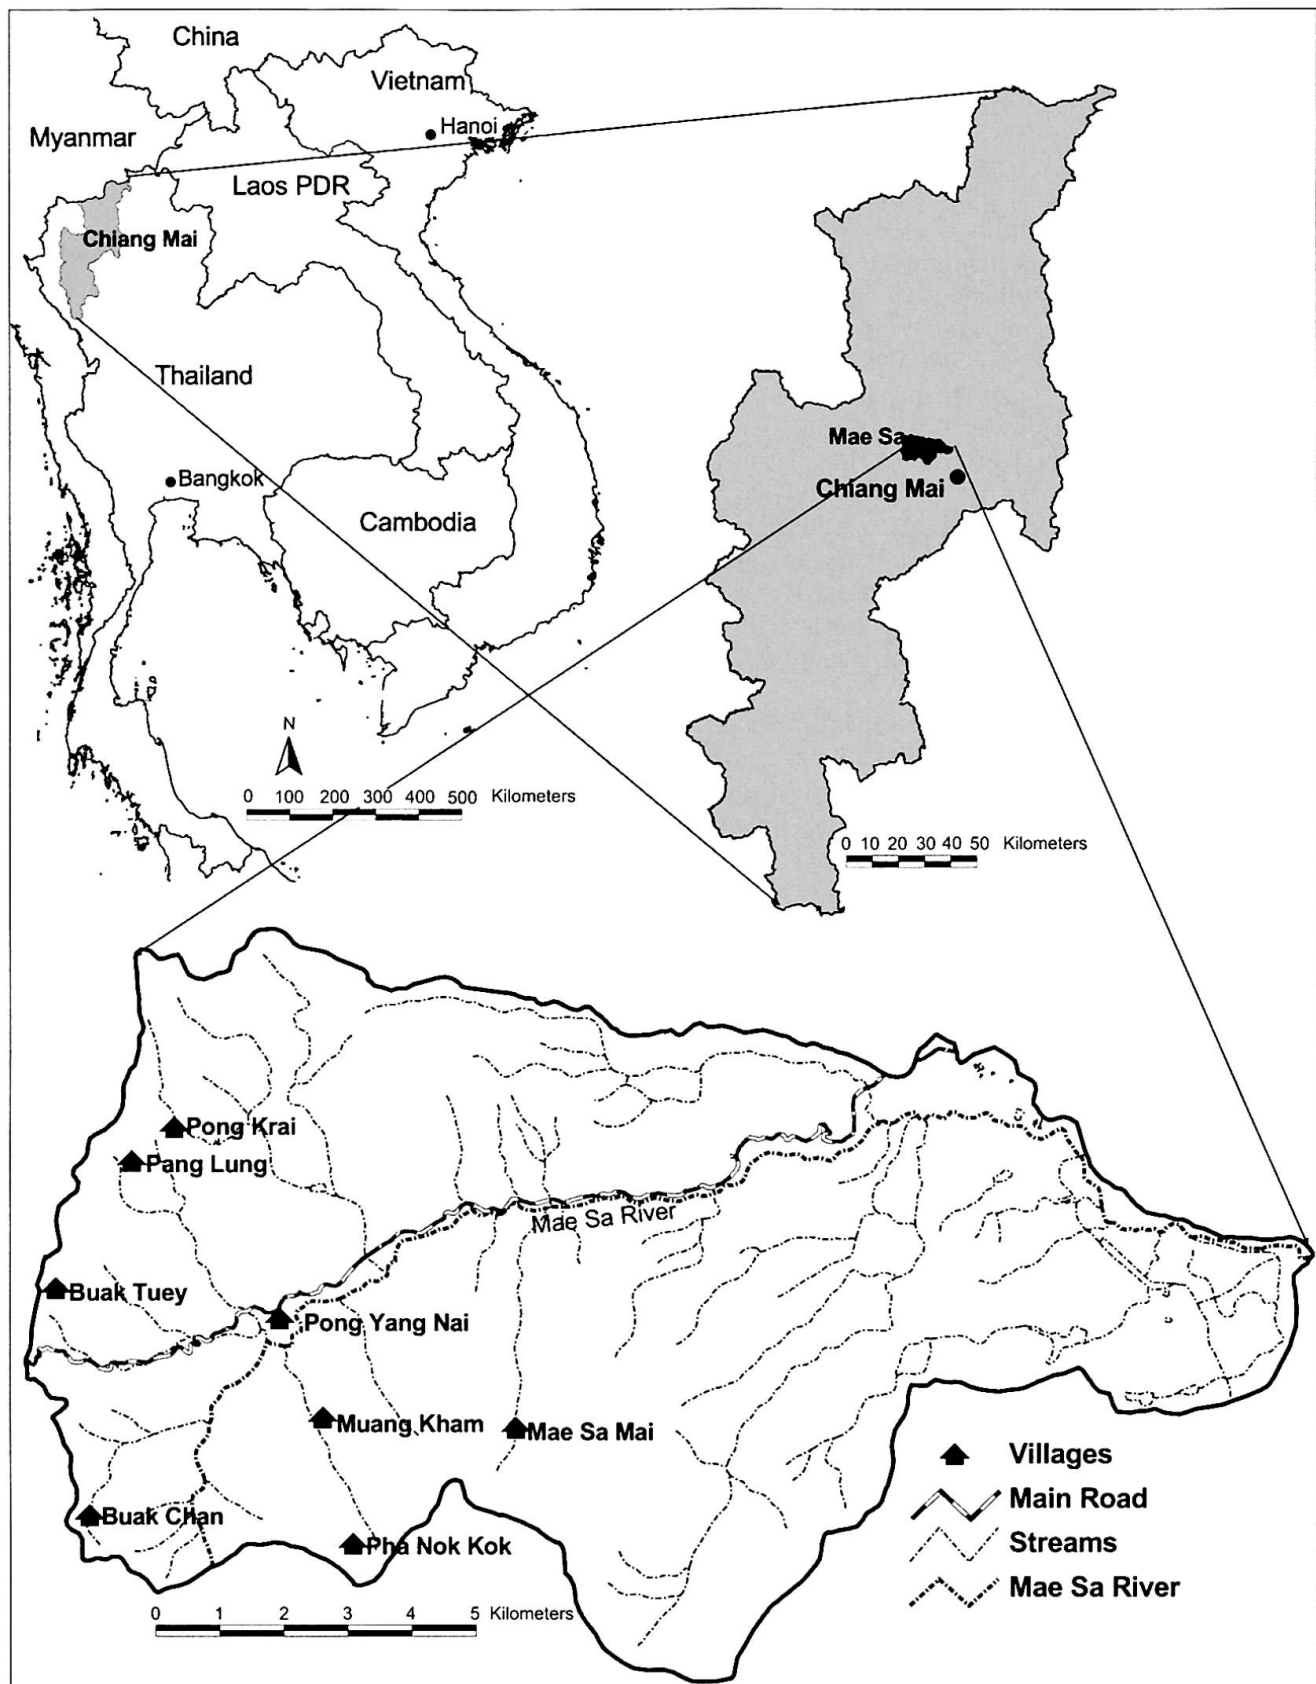 China
Vietnam
Hanoi
Myanmar
Laos PDR
Chiang Mai
Thailand
Bangkok
Cambodia
N
0 100 200 300 400 500 Kilometers
Mae Sa
Chiang Mai
0 10 20 30 40 50 Kilometers
Pong Krai
Pang Lung
Mae Sa River
Buak Tuey
Pong Yang Nai
Muang Kham
Mae Sa Mai
Buak Chan
Pha Nok Kok
Villages
Main Road
Streams
Mae Sa River
0 1 2 3 4 5 Kilometers